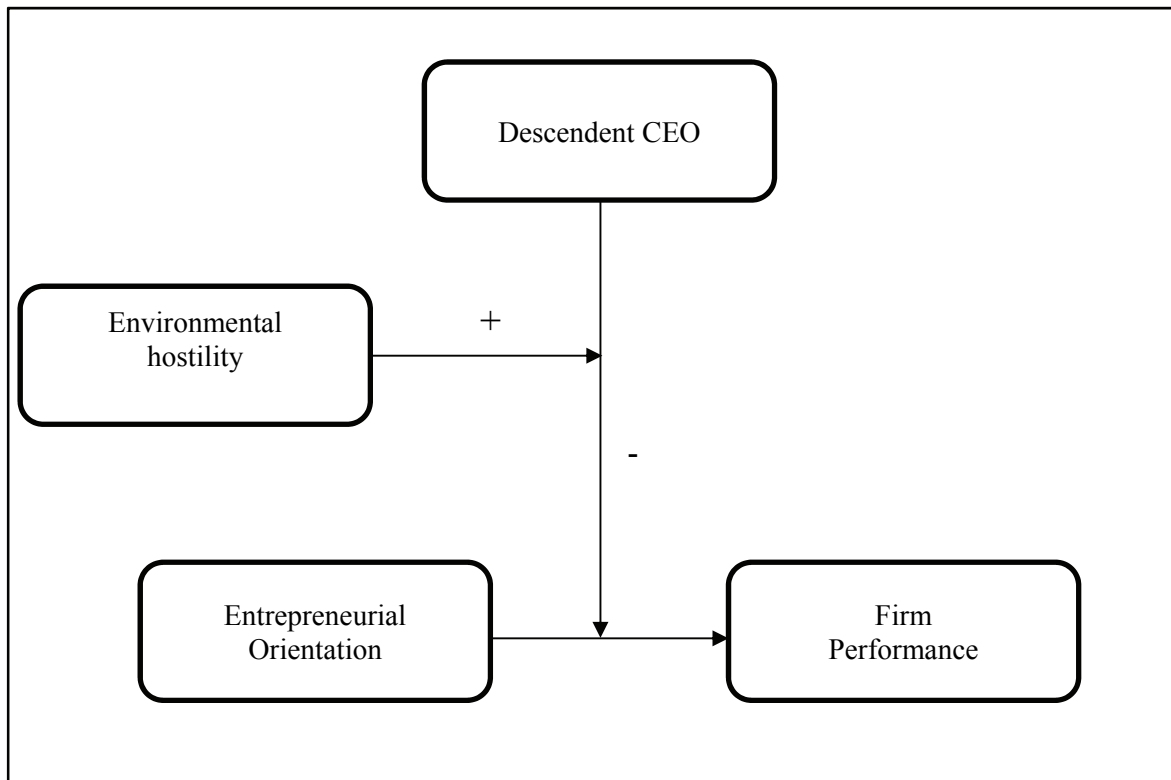 Descendent CEO
Environmental
hostility
+
-
Entrepreneurial
Orientation
Firm
Performance